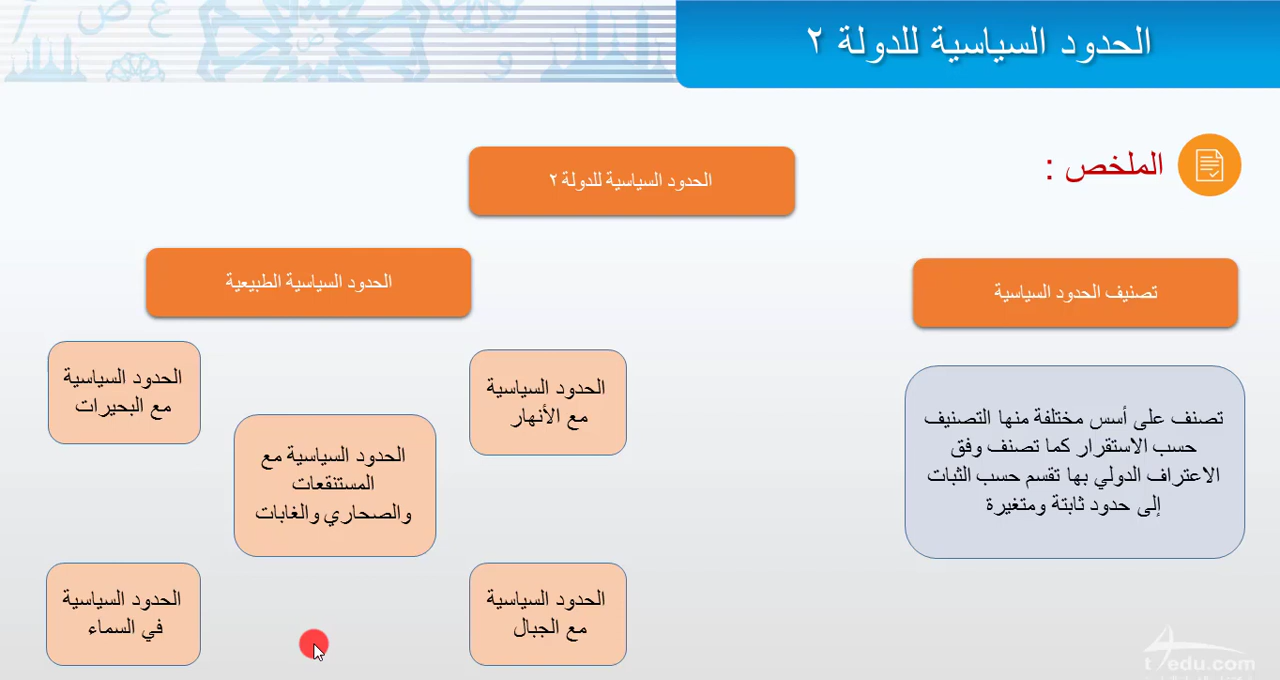 الحدود السياسية للدولة ٢
الملخص :
الحدود السياسية للدولة ٢
تصنيف الحدود السياسية
تصنف على أسس مختلفة منها التصنيف
حسب الاستقرار كما تصنف وفق
الاعتراف الدولي بها تقسم حسب الثبات
إلى حدود ثابتة ومتغيرة
الحدود السياسية الطبيعية
الحدود السياسية
مع الأنهار
الحدود السياسية
مع البحيرات
الحدود السياسية مع
المستنقعات
والصحاري والغابات
الحدود السياسية
مع الجبال
الحدود السياسية
في السماء
t4edu.com